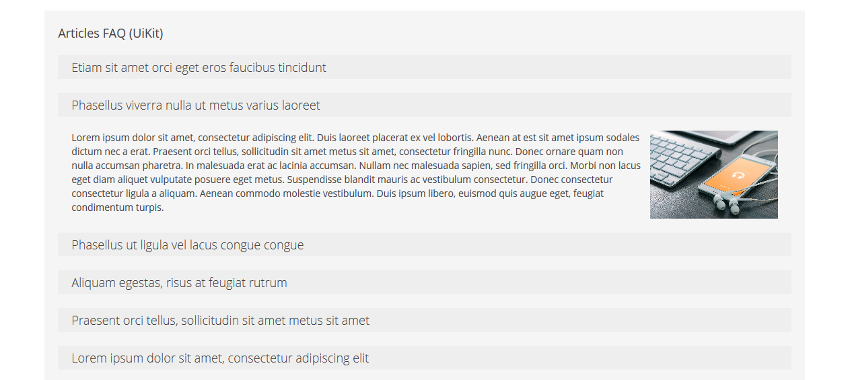 Articles FAQ (UiKit)
Etiam sit amet orci eget eros faucibus tincidunt
Phasellus viverra nulla ut metus varius laoreet
Lorem ipsum dolor sit amet, consectetur adipiscing elit. Duis laoreet placerat ex vel lobortis. Aenean at est sit amet ipsum sodales
dictum nec a erat. Praesent orci tellus, sollicitudin sit amet metus sit amet, consectetur fringilla nunc. Donec ornare quam non
nulla accumsan pharetra. In malesuada erat ac lacinia accumsan. Nullam nec malesuada sapien, sed fringilla orci. Morbi non lacus
eget diam aliquet vulputate posuere eget metus. Suspendisse blandit mauris ac vestibulum consectetur. Donec consectetur
consectetur ligula a aliquam. Aenean commodo molestie vestibulum. Duis ipsum libero, euismod quis augue eget, feugiat
condimentum turpis.
Phasellus ut ligula vel lacus congue congue
Aliquam egestas, risus at feugiat rutrum
Praesent orci tellus, sollicitudin sit amet metus sit amet
Lorem ipsum dolor sit amet, consectetur adipiscing elit